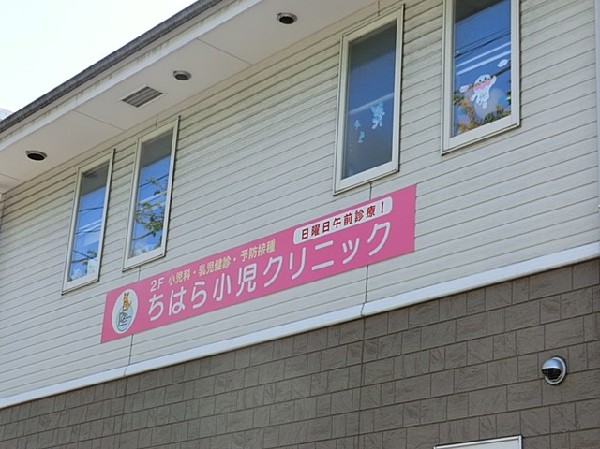 日曜日午前診療！
2F 小児科・乳児健診・予防接種
ちはら小児クリニック